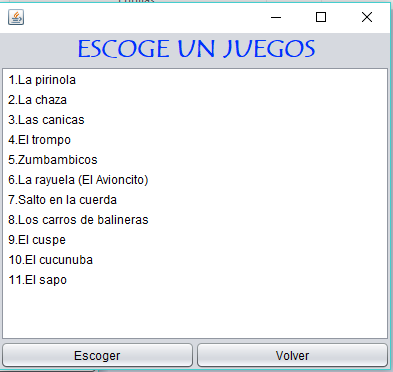 ESCOGE UN JUEGOS
1.La pirinola
2.La chaza
3.Las canicas
4.El trompo
5.Zumbambicos
6.La rayuela (El Avioncito)
7.Salto en la cuerda
8.Los carros de balineras
9.El cuspe
10.El cucunuba
11.El sapo
Escoger
Volver